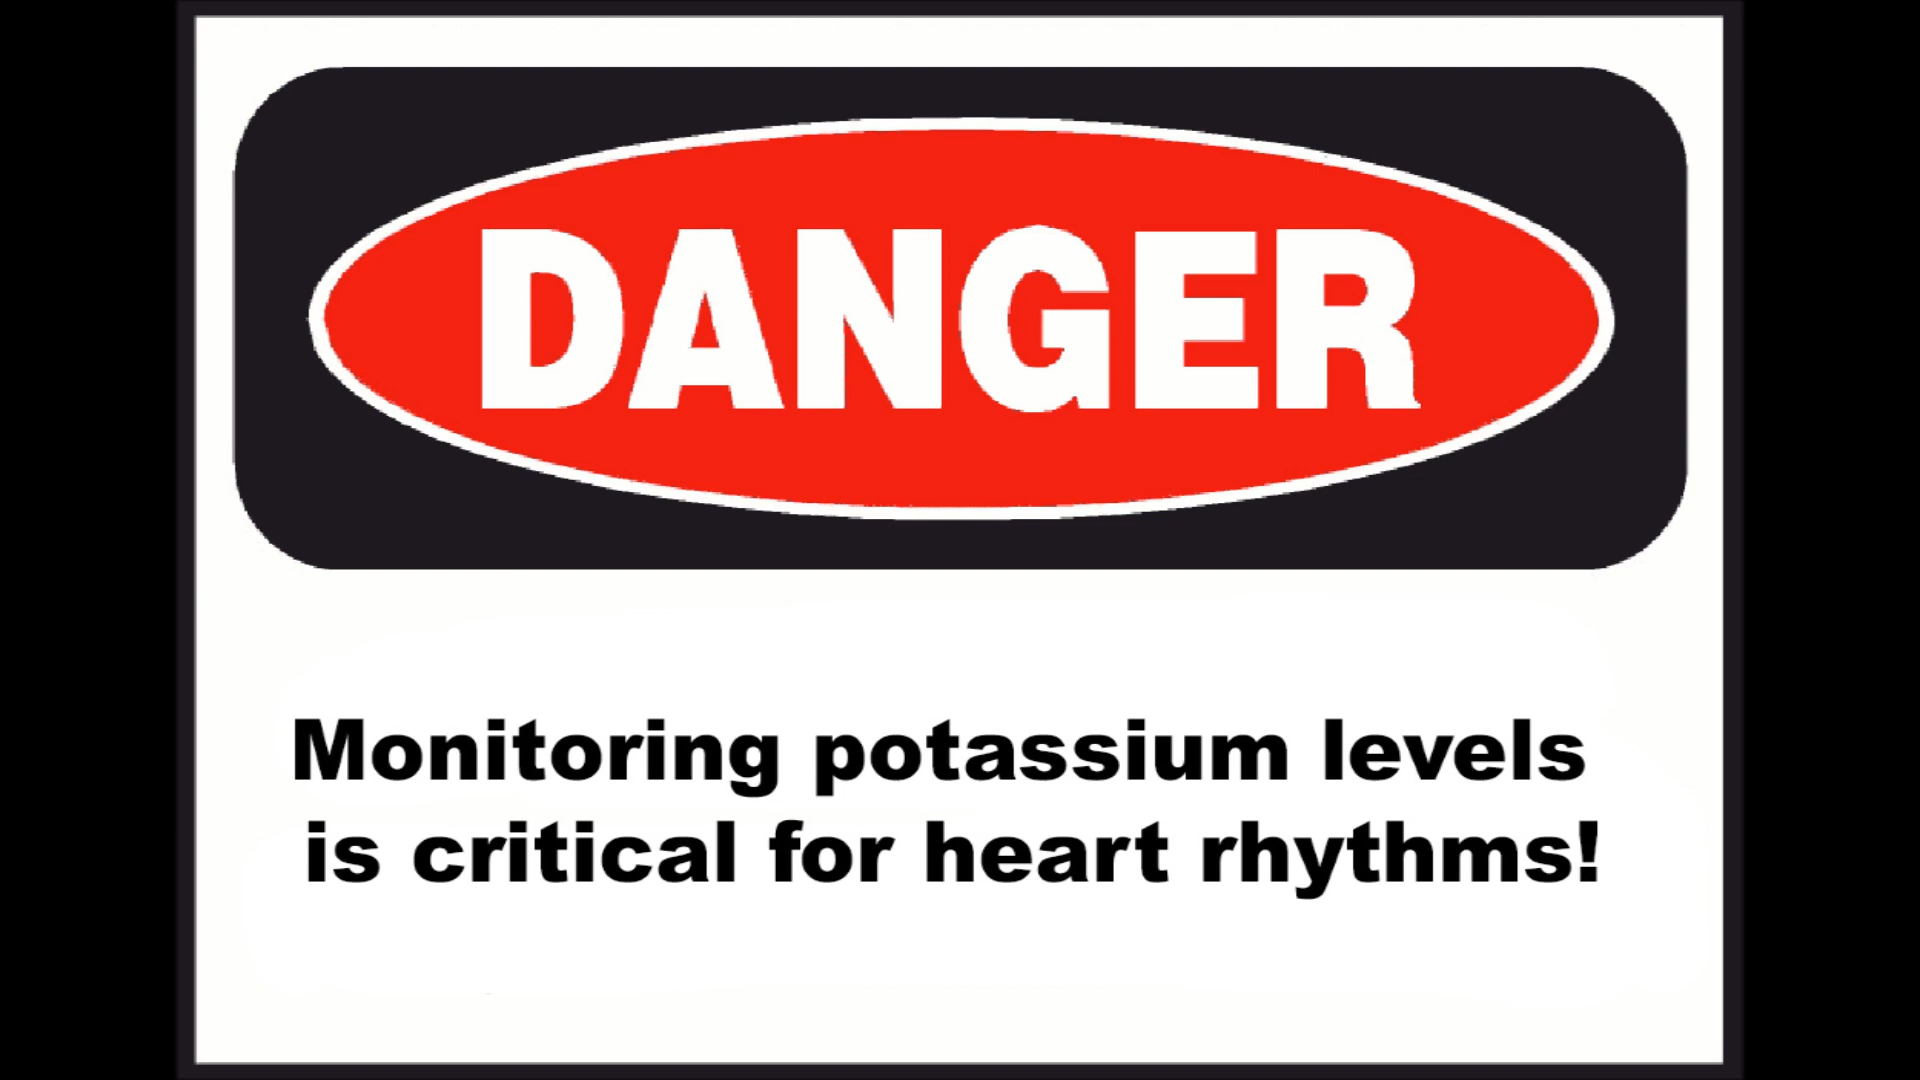 DANGER
Monitoring potassium levels
is critical for heart rhythms!